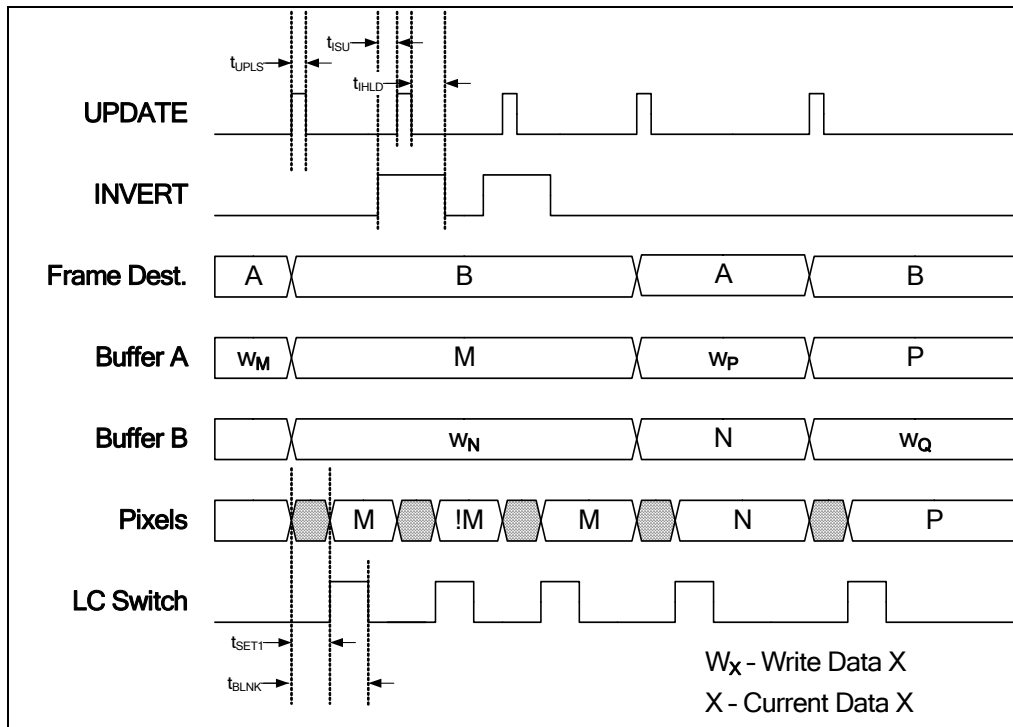 tISU
tUPLS
tIHLD
UPDATE
INVERT
Frame Dest. A B A B
Buffer A wM M wP P
Buffer B wN N wQ
Pixels M !M M N P
LC Switch
tSET1
tBLNK
WX - Write Data X
X - Current Data X